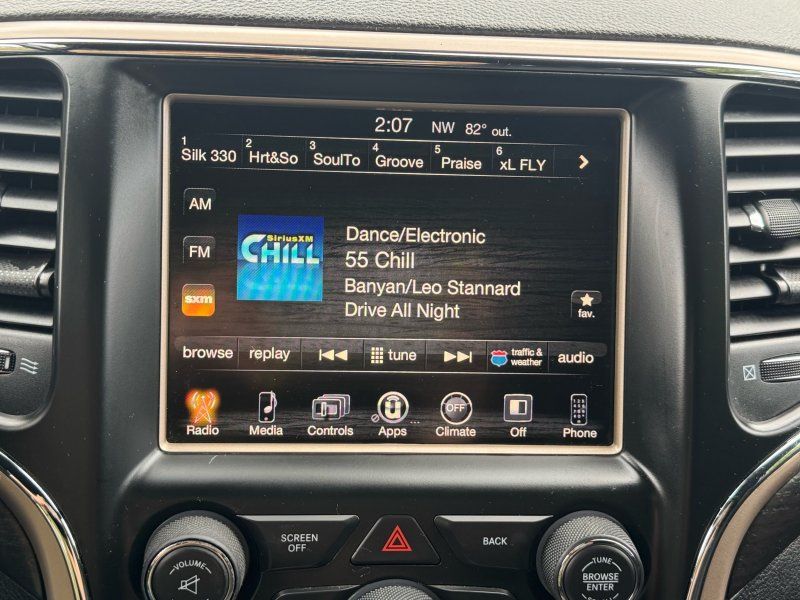 2:07 NW 82° out.
1 Silk 330 2 Hrt&So 3 SoulTo 4 Groove 5 Praise 6 xL FLY
AM
FM
sxm
SiriusXM
CHILL
Dance/Electronic
55 Chill
Banyan/Leo Stannard
Drive All Night
fav.
browse replay tune traffic & weather audio
Radio Media Controls Apps OFF Climate Off Phone
VOLUME
SCREEN OFF
BACK
TUNE
BROWSE
ENTER